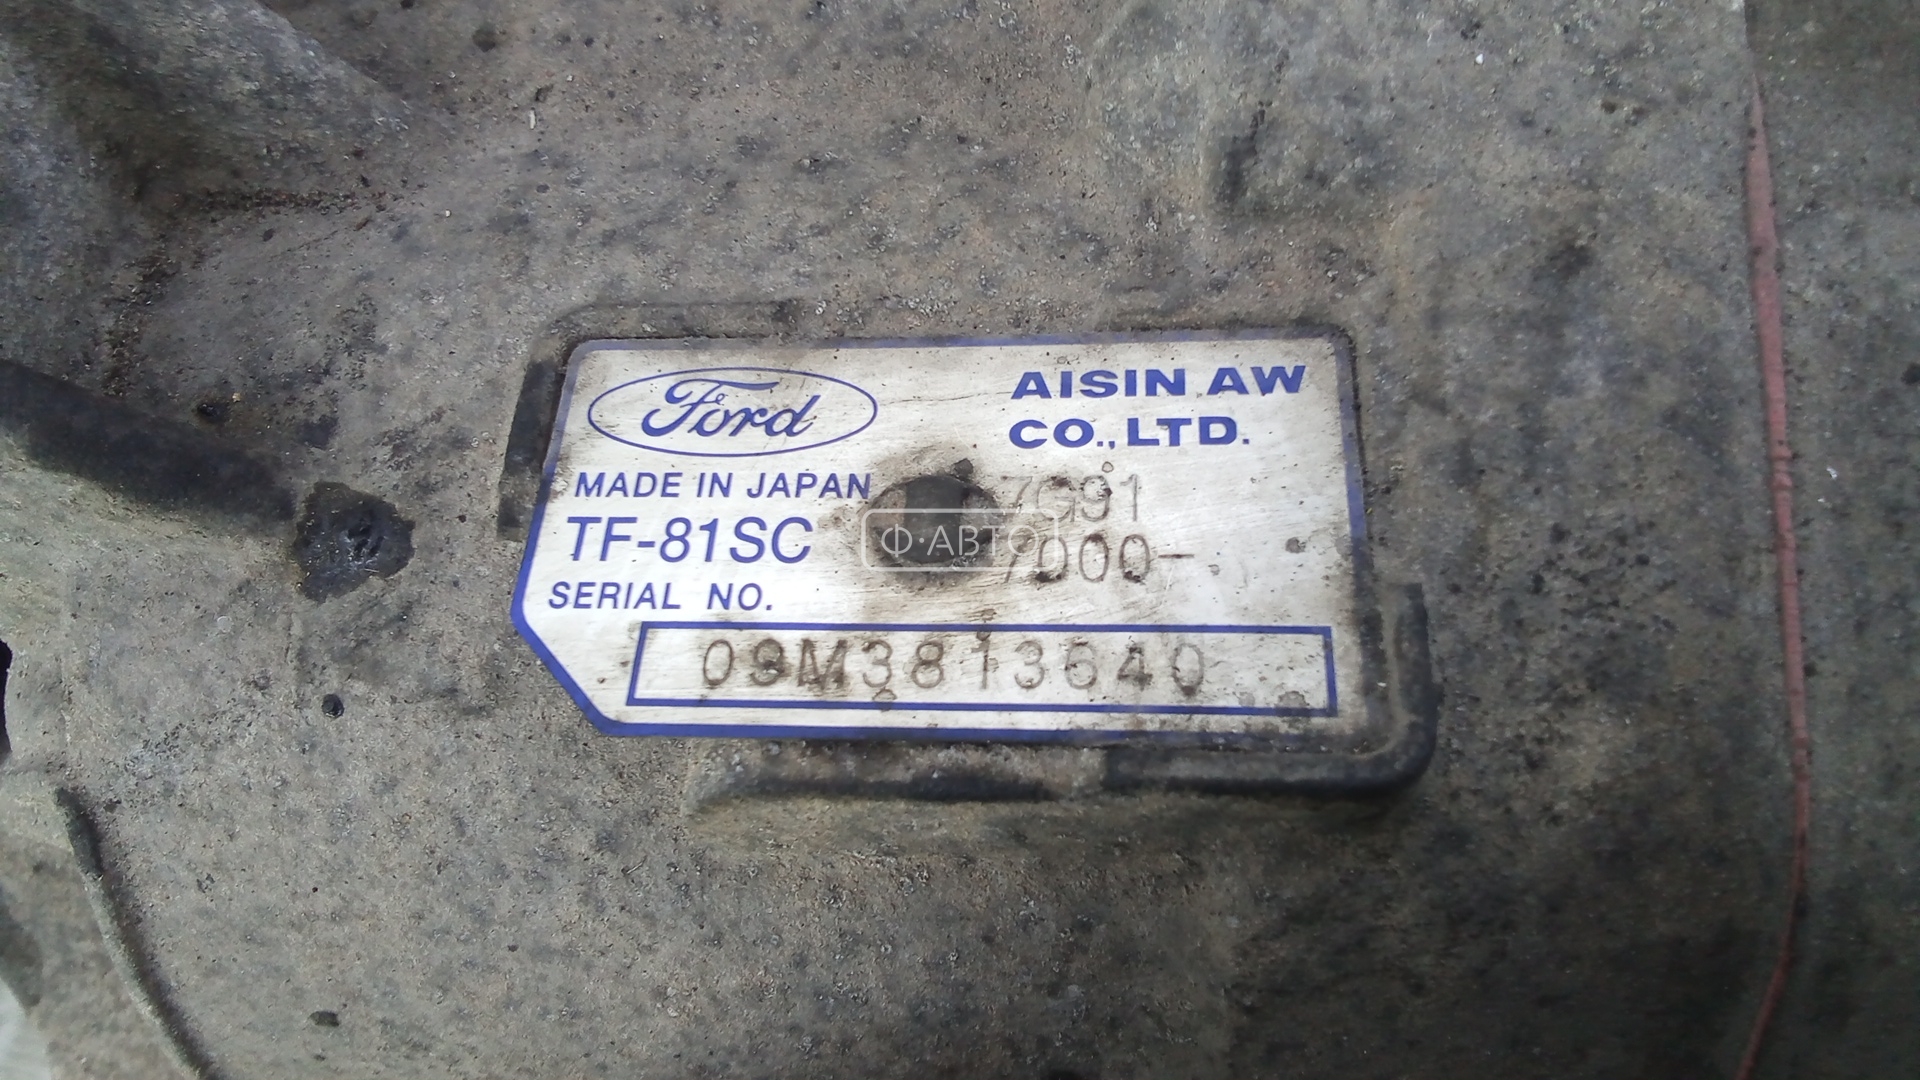 Ford
AISIN AW
CO., LTD.
MADE IN JAPAN
7G91
TF-81SC
7000-
Ф·АВТО
SERIAL NO.
09M3813640